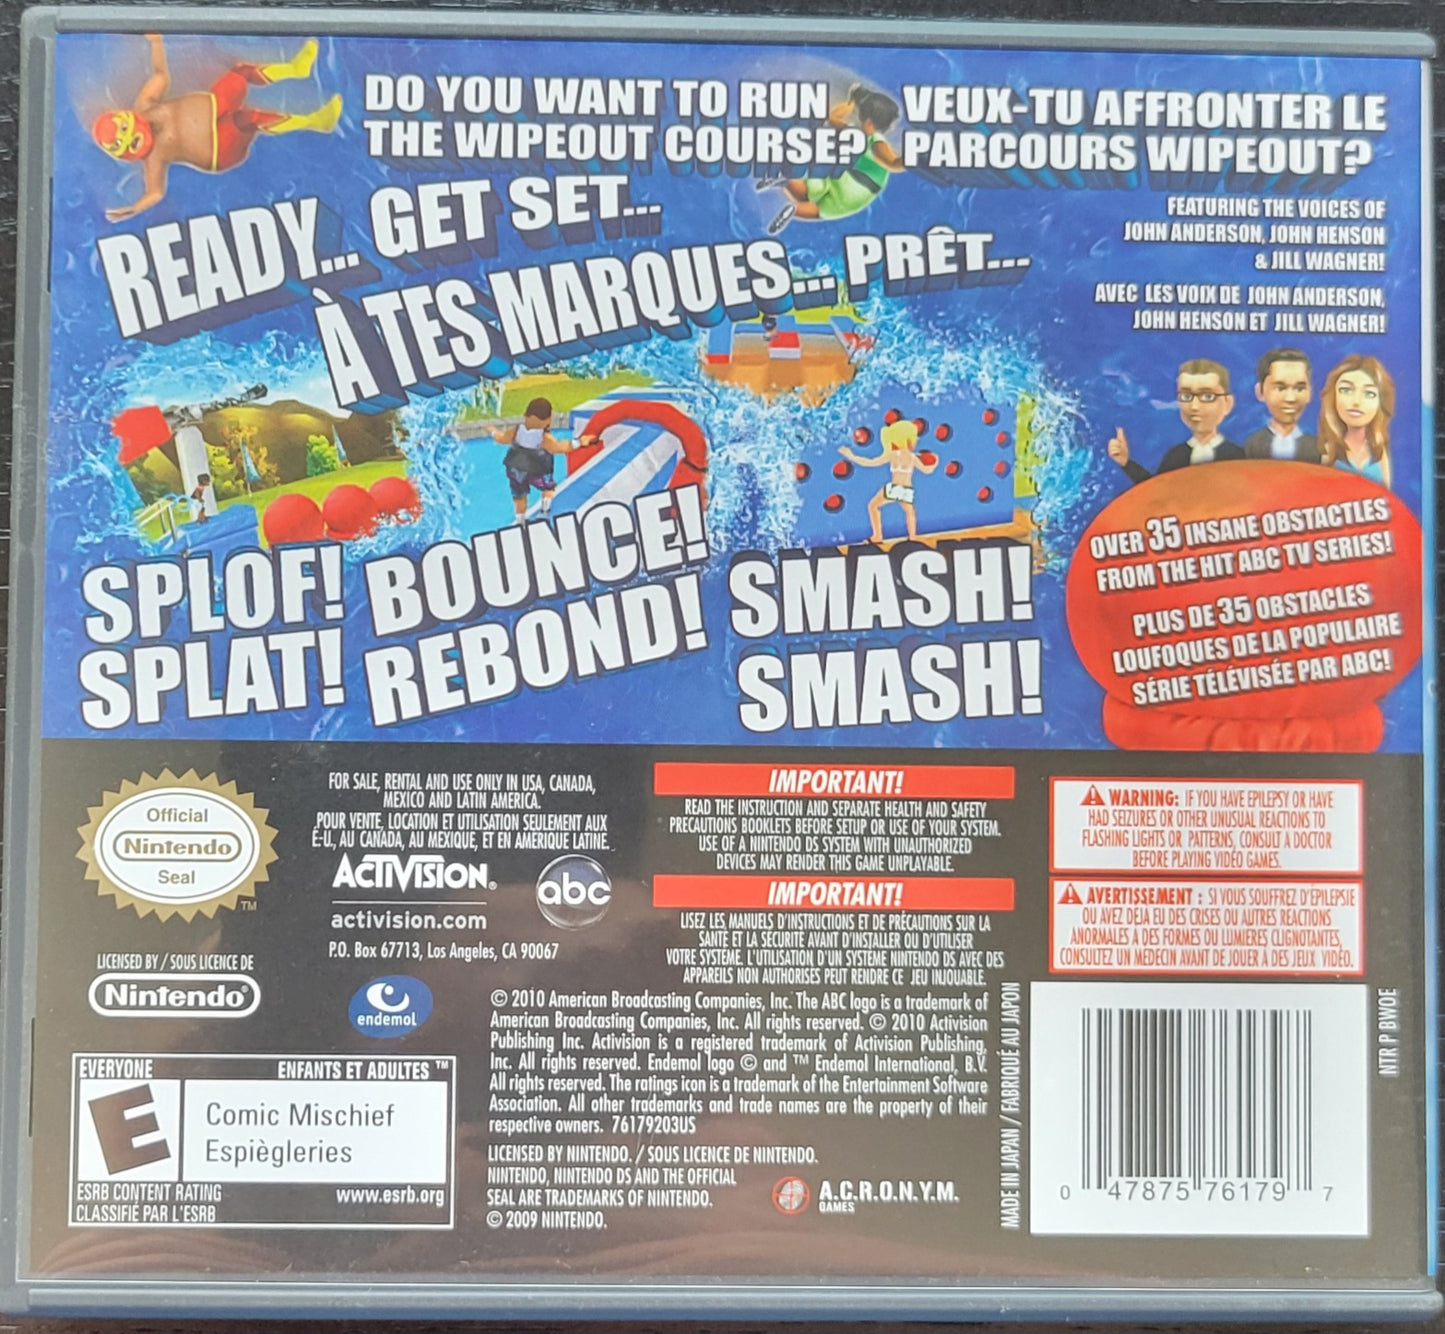 DO YOU WANT TO RUN
THE WIPEOUT COURSE?
VEUX-TU AFFRONTER LE
PARCOURS WIPEOUT?
READY... GET SET...
À TES MARQUES... PRÊT...
FEATURING THE VOICES OF
JOHN ANDERSON, JOHN HENSON
& JILL WAGNER!
AVEC LES VOIX DE JOHN ANDERSON,
JOHN HENSON ET JILL WAGNER!
SPLOF! BOUNCE! SMASH!
SPLAT! REBOND! SMASH!
OVER 35 INSANE OBSTACTLES
FROM THE HIT ABC TV SERIES!
PLUS DE 35 OBSTACLES
LOUFOQUES DE LA POPULAIRE
SÉRIE TÉLÉVISÉE PAR ABC!
Official
Nintendo
Seal
TM
LICENSED BY / SOUS LICENCE DE
Nintendo®
FOR SALE, RENTAL AND USE ONLY IN USA, CANADA,
MEXICO AND LATIN AMERICA.
POUR VENTE, LOCATION ET UTILISATION SEULEMENT AUX
É-U., AU CANADA, AU MEXIQUE, ET EN AMÉRIQUE LATINE.
ACTIVISION®
activision.com
P.O. Box 67713, Los Angeles, CA 90067
abc
endemol
IMPORTANT!
READ THE INSTRUCTION AND SEPARATE HEALTH AND SAFETY
PRECAUTIONS BOOKLETS BEFORE SETUP OR USE OF YOUR SYSTEM.
USE OF A NINTENDO DS SYSTEM WITH UNAUTHORIZED
DEVICES MAY RENDER THIS GAME UNPLAYABLE.
IMPORTANT!
LISEZ LES MANUELS D'INSTRUCTIONS ET DE PRÉCAUTIONS SUR LA
SANTÉ ET LA SÉCURITÉ AVANT D'INSTALLER OU D'UTILISER
VOTRE SYSTÈME. L'UTILISATION D'UN SYSTÈME NINTENDO DS AVEC DES
APPAREILS NON AUTHORISÉS PEUT RENDRE CE JEU INJOUABLE.
WARNING: IF YOU HAVE EPILEPSY OR HAVE
HAD SEIZURES OR OTHER UNUSUAL REACTIONS TO
FLASHING LIGHTS OR PATTERNS, CONSULT A DOCTOR
BEFORE PLAYING VIDEO GAMES.
AVERTISSEMENT : SI VOUS SOUFFREZ D'ÉPILEPSIE
OU AVEZ DÉJÀ EU DES CRISES OU AUTRES RÉACTIONS
ANORMALES À DES FORMES OU LUMIÈRES CLIGNOTANTES,
CONSULTEZ UN MÉDECIN AVANT DE JOUER À DES JEUX VIDÉO.
© 2010 American Broadcasting Companies, Inc. The ABC logo is a trademark of
American Broadcasting Companies, Inc. All rights reserved. © 2010 Activision
Publishing Inc. Activision is a registered trademark of Activision Publishing,
Inc. All rights reserved. Endemol logo © and ™ Endemol International, B.V.
All rights reserved. The ratings icon is a trademark of the Entertainment Software
Association. All other trademarks and trade names are the property of their
respective owners. 76179203US
LICENSED BY NINTENDO. / SOUS LICENCE DE NINTENDO.
NINTENDO, NINTENDO DS AND THE OFFICIAL
SEAL ARE TRADEMARKS OF NINTENDO.
© 2009 NINTENDO.
A.C.R.O.N.Y.M.
GAMES
EVERYONE ENFANTS ET ADULTES ™
E
Comic Mischief
Espiègleries
ESRB CONTENT RATING www.esrb.org
CLASSIFIÉ PAR L'ESRB
MADE IN JAPAN / FABRIQUÉ AU JAPON
0 47875 76179 7
NTR P BWOE